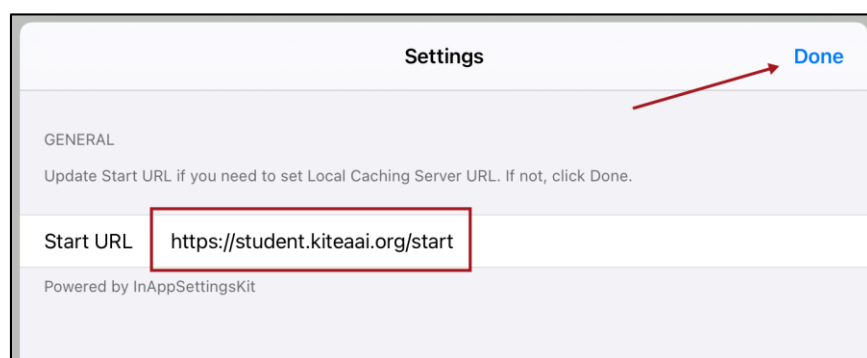 Settings
Done
GENERAL
Update Start URL if you need to set Local Caching Server URL. If not, click Done.
Start URL https://student.kiteaai.org/start
Powered by InAppSettingsKit